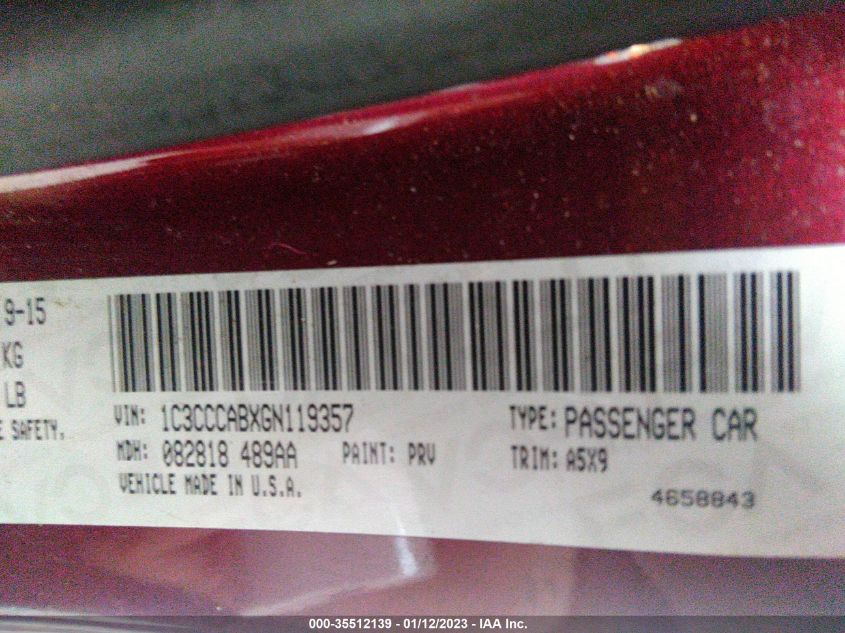 9-15
KG
LB
E SAFETY.
VIN: 1C3CCCABXGN119357 TYPE: PASSENGER CAR
MDH: 082818 489AA PAINT: PRV TRIM: A5X9
VEHICLE MADE IN U.S.A.
4658843
000-35512139 - 01/12/2023 - IAA Inc.